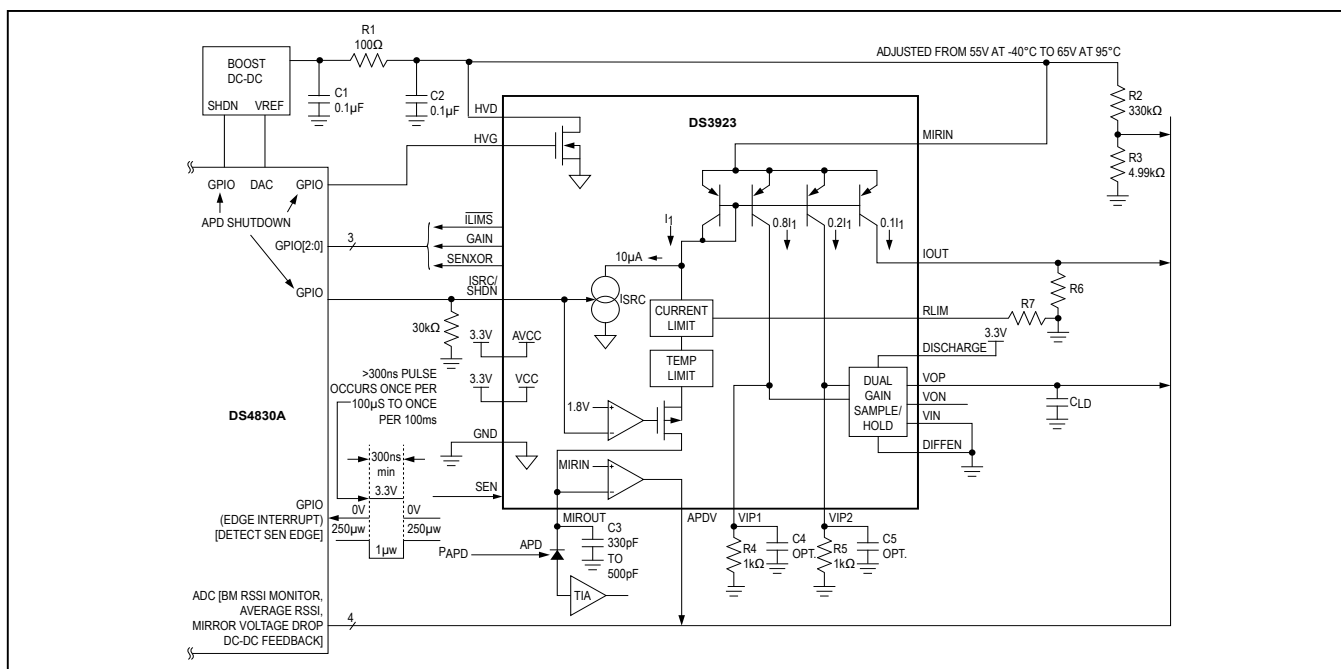 R1
100Ω
BOOST
DC-DC
SHDN VREF
C1
0.1µF
C2
0.1µF
ADJUSTED FROM 55V AT -40°C TO 65V AT 95°C
R2
330kΩ
R3
4.99kΩ
HVD
HVG
DS3923
MIRIN
GPIO DAC GPIO
APD SHUTDOWN
GPIO[2:0]
3
GPIO
ILIMS
GAIN
SENXOR
ISRC/
SHDN
I1
0.8I1
0.2I1
0.1I1
10µA
ISRC
CURRENT
LIMIT
TEMP
LIMIT
IOUT
R6
R7
RLIM
3.3V
DISCHARGE
30kΩ
3.3V AVCC
3.3V VCC
GND
>300ns PULSE
OCCURS ONCE PER
100µS TO ONCE
PER 100ms
DS4830A
300ns
min
3.3V
0V 0V
250µw 250µw
1µw
SEN
GPIO
(EDGE INTERRUPT)
[DETECT SEN EDGE]
1.8V
+
−
MIRIN
+
−
DUAL
GAIN
SAMPLE/
HOLD
VOP
VON
VIN
DIFFEN
CLD
MIROUT
APDV
VIP1
VIP2
C3
330pF
TO
500pF
PAPD
APD
TIA
R4
1kΩ
C4
OPT.
R5
1kΩ
C5
OPT.
ADC [BM RSSI MONITOR,
AVERAGE RSSI,
MIRROR VOLTAGE DROP
DC-DC FEEDBACK]
4